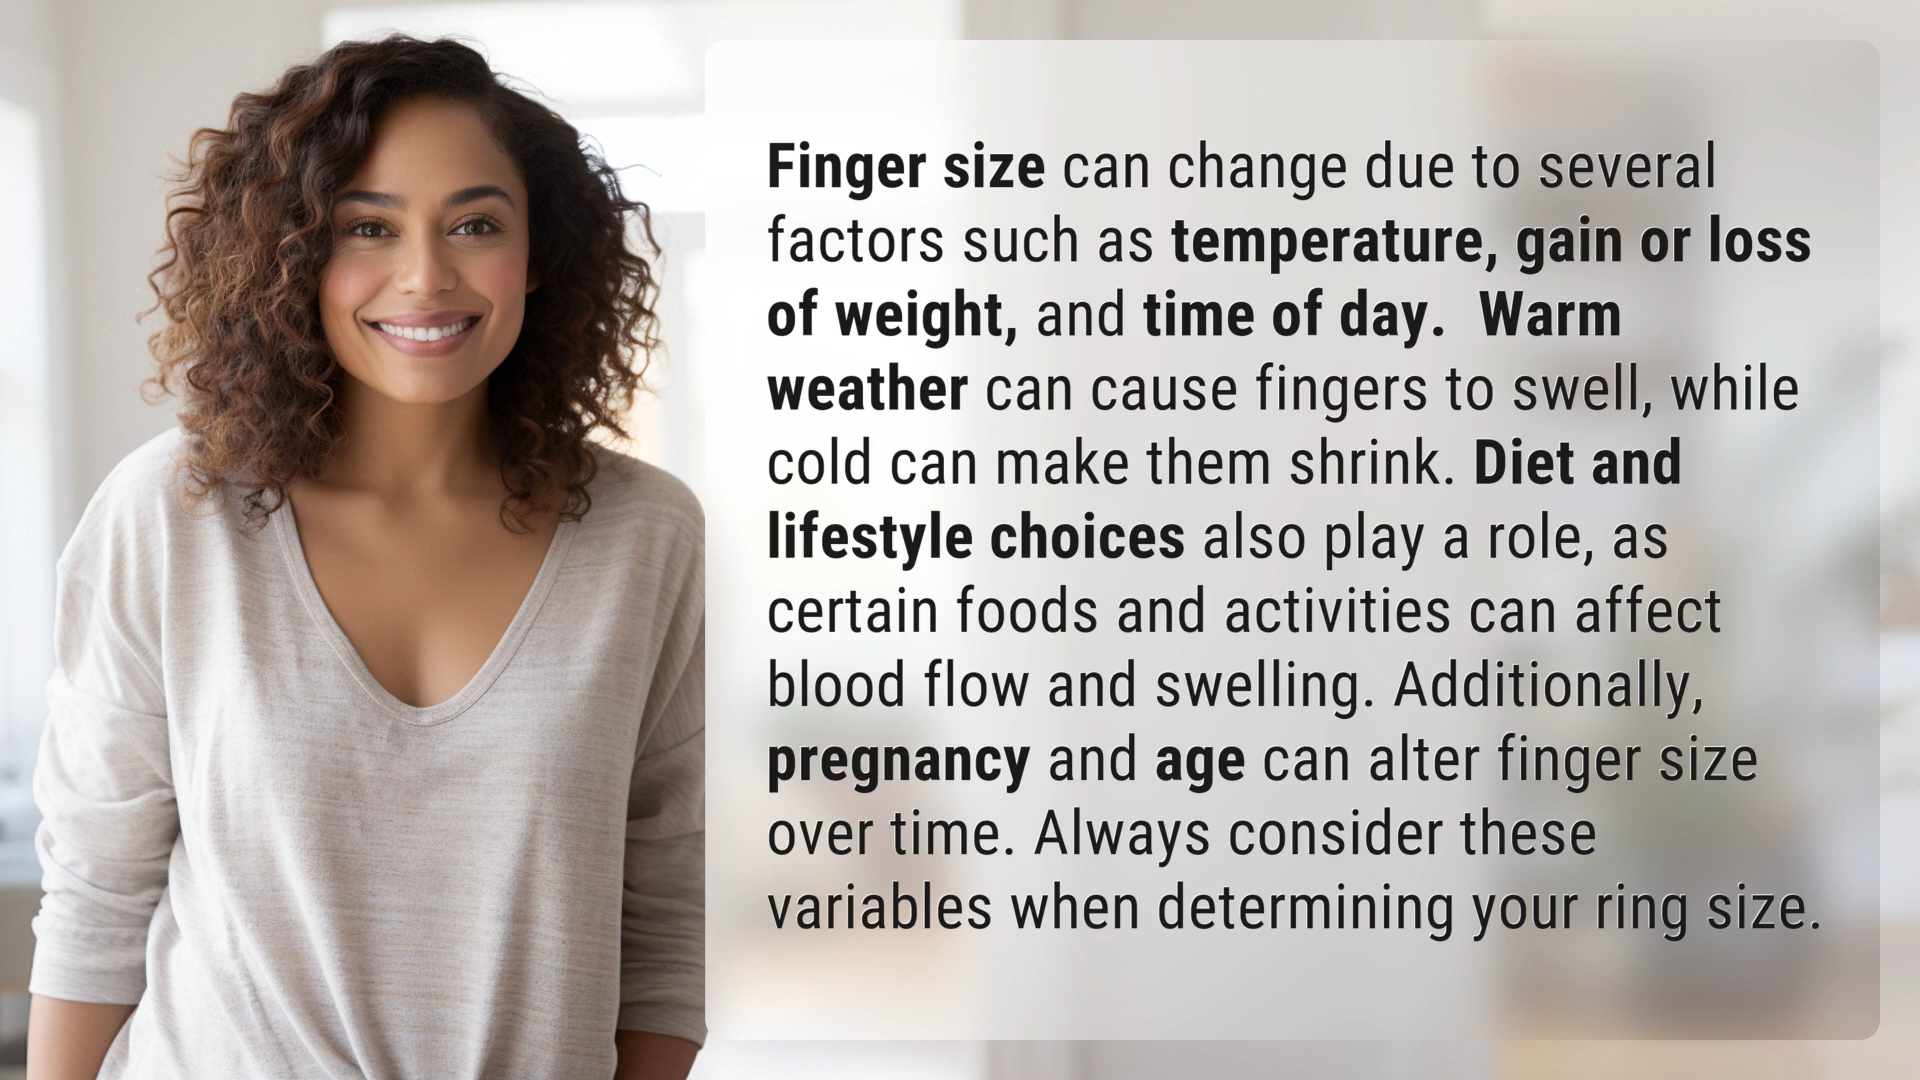 Finger size can change due to several
factors such as temperature, gain or loss
of weight, and time of day.  Warm
weather can cause fingers to swell, while
cold can make them shrink. Diet and
lifestyle choices also play a role, as
certain foods and activities can affect
blood flow and swelling. Additionally,
pregnancy and age can alter finger size
over time. Always consider these
variables when determining your ring size.